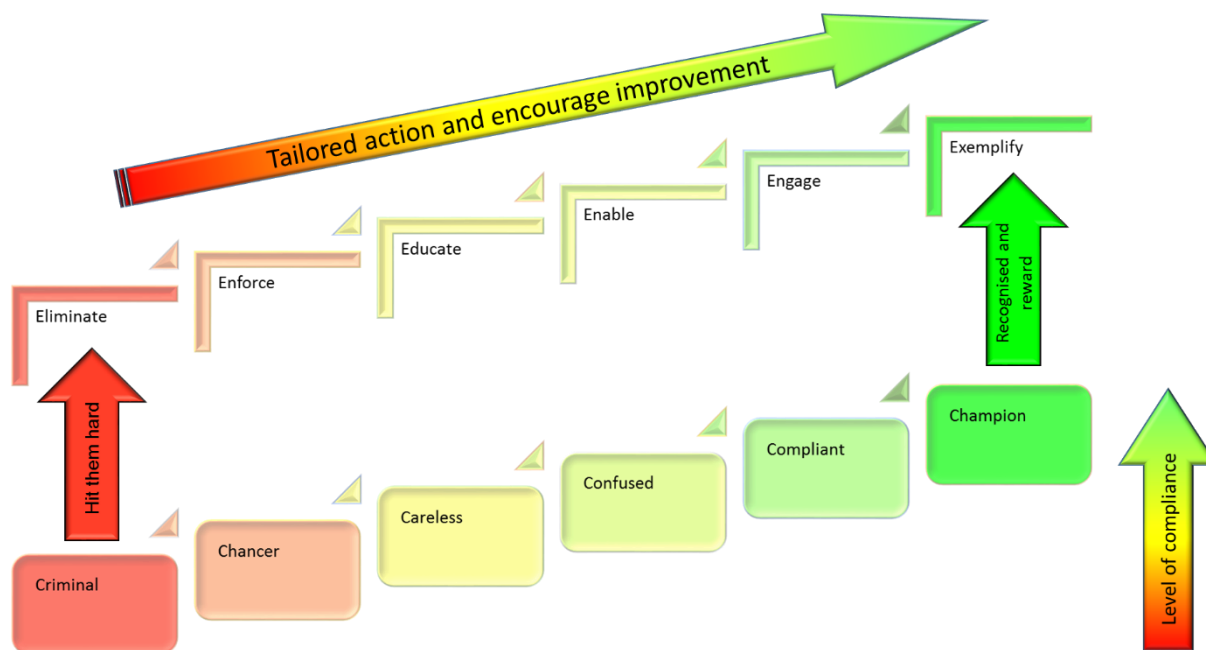 Tailored action and encourage improvement
Exemplify
Engage
Enable
Educate
Enforce
Eliminate
Recognised and
reward
Hit them hard
Champion
Compliant
Confused
Careless
Chancer
Criminal
Level of compliance